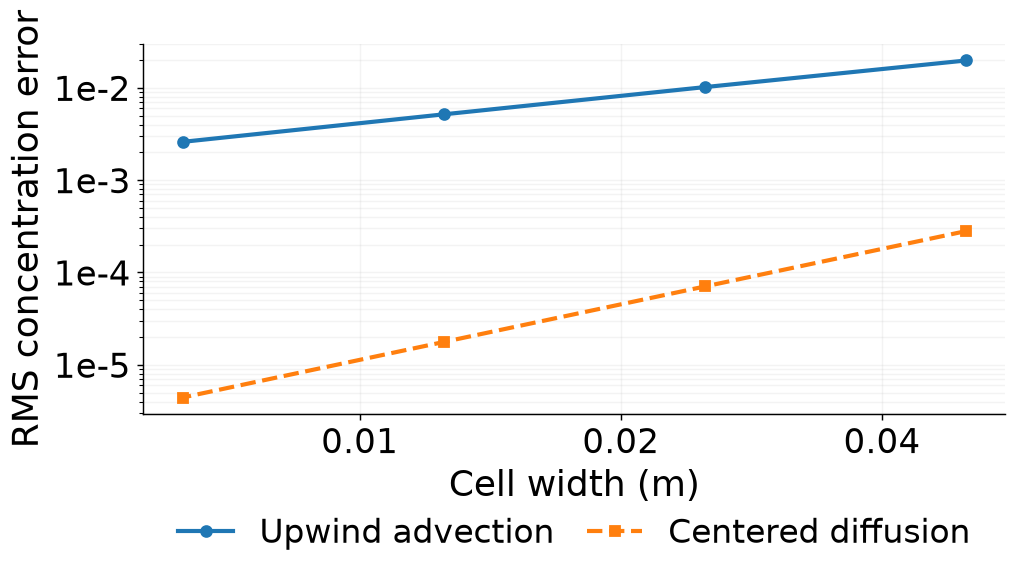 RMS concentration error
1e-2
1e-3
1e-4
1e-5
0.01 0.02 0.04
Cell width (m)
Upwind advection Centered diffusion